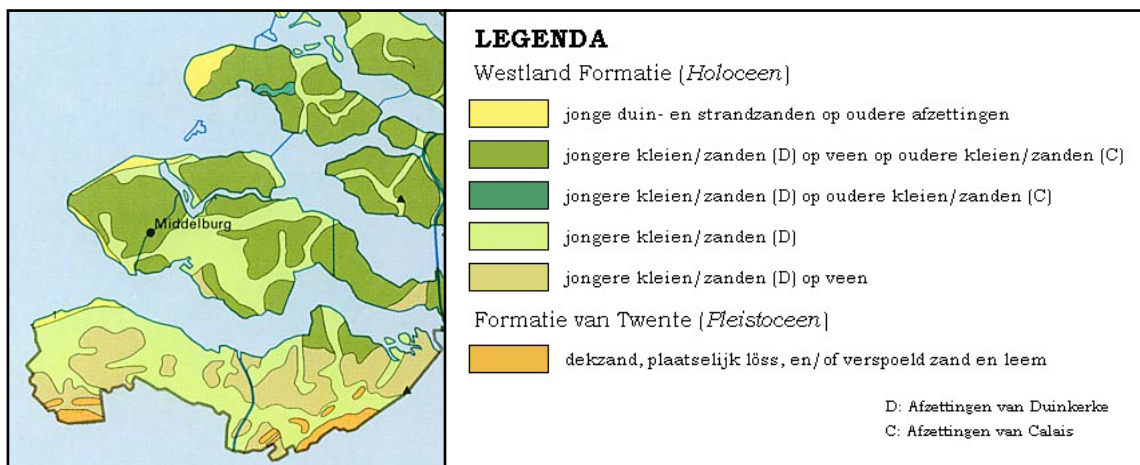 Middelburg
LEGENDA
Westland Formatie (Holoceen)
jonge duin- en strandzanden op oudere afzettingen
jongere kleien/zanden (D) op veen op oudere kleien/zanden (C)
jongere kleien/zanden (D) op oudere kleien/zanden (C)
jongere kleien/zanden (D)
jongere kleien/zanden (D) op veen
Formatie van Twente (Pleistoceen)
dekzand, plaatselijk löss, en/of verspoeld zand en leem
D: Afzettingen van Duinkerke
C: Afzettingen van Calais